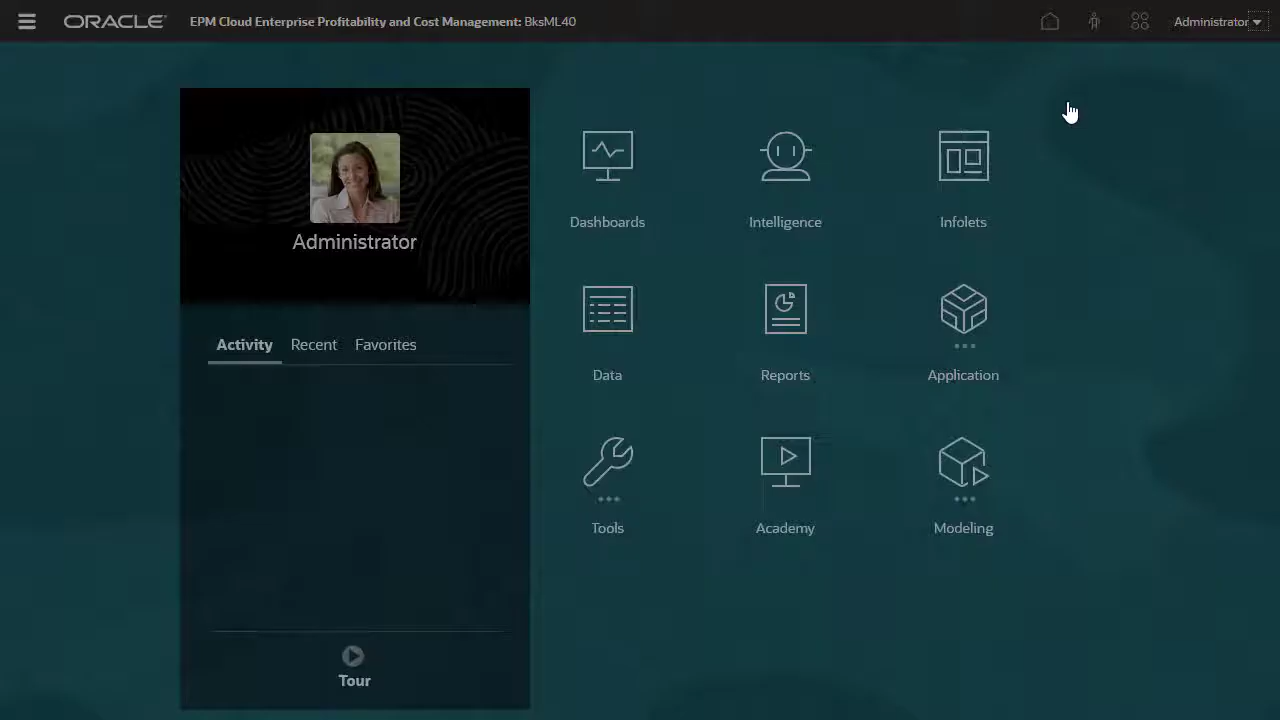 ORACLE EPM Cloud Enterprise Profitability and Cost Management: BksML40 Administrator
Administrator
Activity Recent Favorites
Tour
Dashboards Intelligence Infolets
Data Reports Application
Tools Academy Modeling